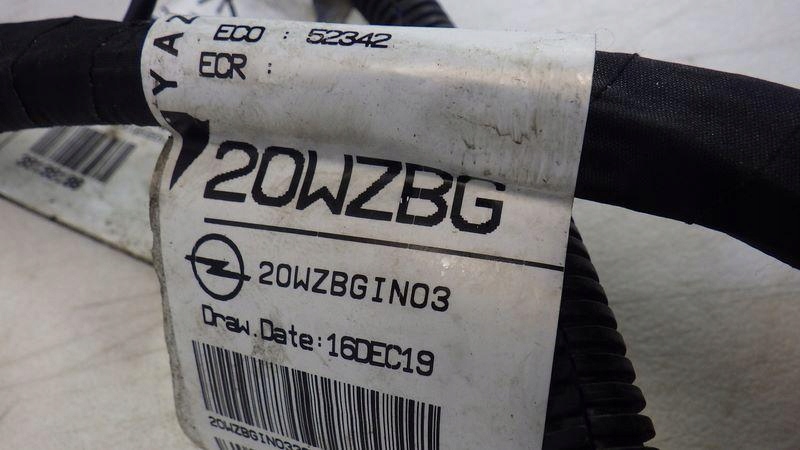 YAZ
ECO : 52342
ECR :
20WZBG
20WZBGIN03
Draw.Date:16DEC19